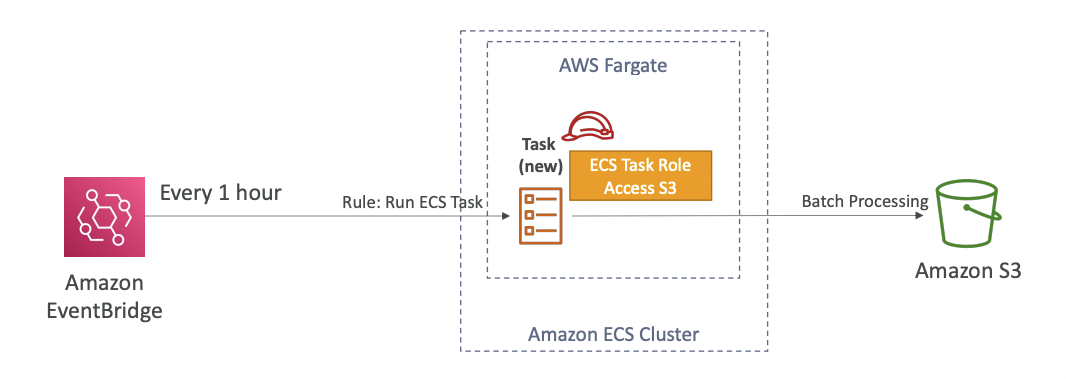 AWS Fargate
Task
(new)
ECS Task Role
Access S3
Every 1 hour
Rule: Run ECS Task
Batch Processing
Amazon
EventBridge
Amazon S3
Amazon ECS Cluster